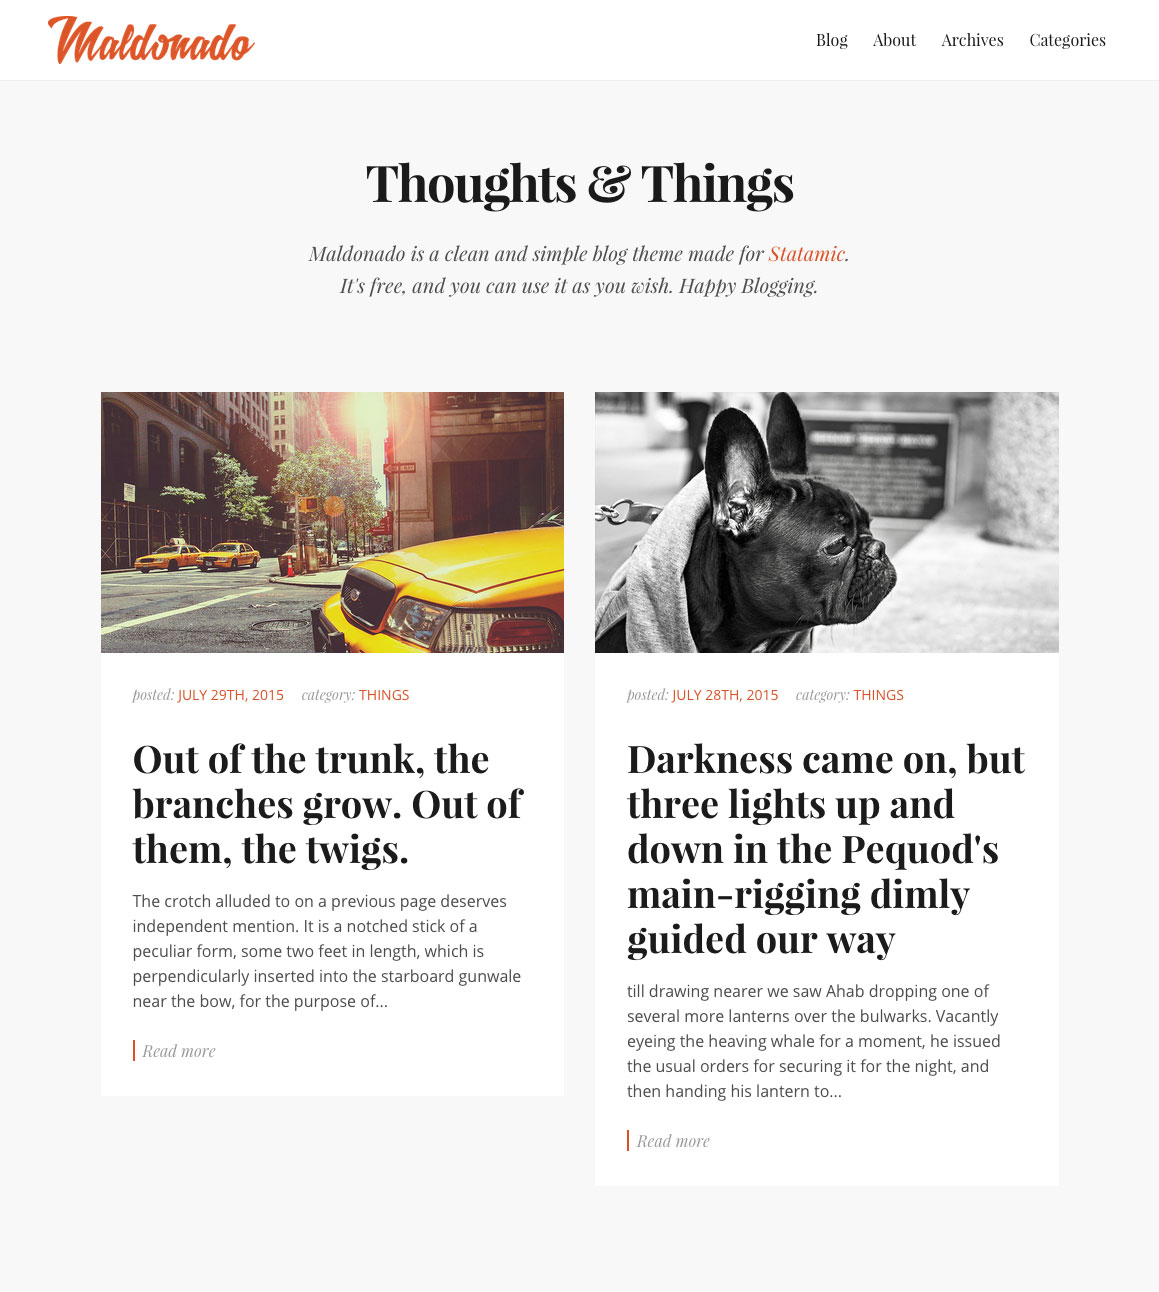 Maldonado
Blog About Archives Categories
Thoughts & Things
Maldonado is a clean and simple blog theme made for Statamic.
It's free, and you can use it as you wish. Happy Blogging.
posted: JULY 29TH, 2015 category: THINGS
Out of the trunk, the
branches grow. Out of
them, the twigs.
The crotch alluded to on a previous page deserves
independent mention. It is a notched stick of a
peculiar form, some two feet in length, which is
perpendicularly inserted into the starboard gunwale
near the bow, for the purpose of...
Read more
posted: JULY 28TH, 2015 category: THINGS
Darkness came on, but
three lights up and
down in the Pequod's
main-rigging dimly
guided our way
till drawing nearer we saw Ahab dropping one of
several more lanterns over the bulwarks. Vacantly
eyeing the heaving whale for a moment, he issued
the usual orders for securing it for the night, and
then handing his lantern to...
Read more